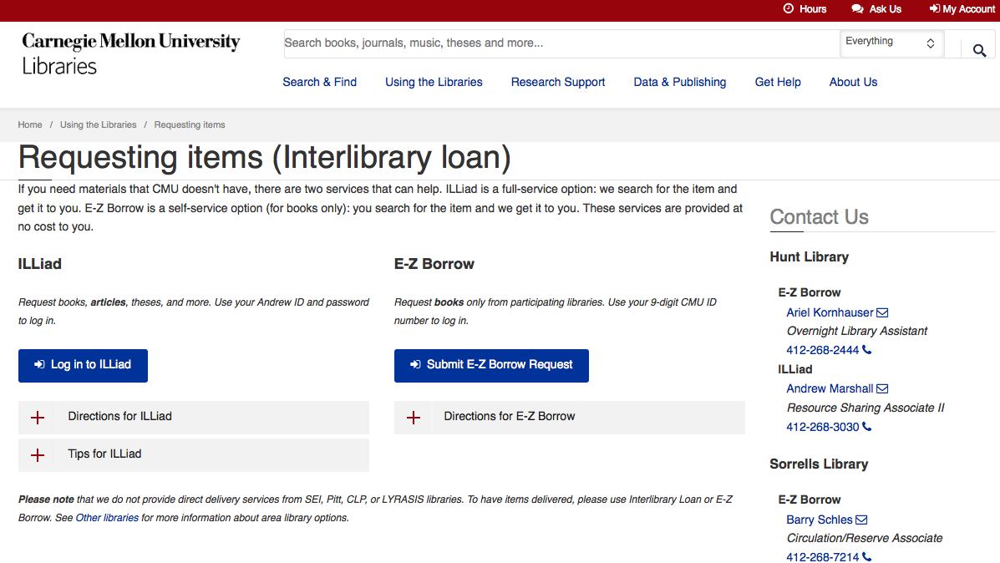 Hours Ask Us My Account
Carnegie Mellon University
Libraries
Search books, journals, music, theses and more... Everything
Search & Find Using the Libraries Research Support Data & Publishing Get Help About Us
Home / Using the Libraries / Requesting items
Requesting items (Interlibrary loan)
If you need materials that CMU doesn't have, there are two services that can help. ILLiad is a full-service option: we search for the item and
get it to you. E-Z Borrow is a self-service option (for books only): you search for the item and we get it to you. These services are provided at
no cost to you.
ILLiad
Request books, articles, theses, and more. Use your Andrew ID and password
to log in.
Log in to ILLiad
Directions for ILLiad
Tips for ILLiad
E-Z Borrow
Request books only from participating libraries. Use your 9-digit CMU ID
number to log in.
Submit E-Z Borrow Request
Directions for E-Z Borrow
Please note that we do not provide direct delivery services from SEI, Pitt, CLP, or LYRASIS libraries. To have items delivered, please use Interlibrary Loan or E-Z
Borrow. See Other libraries for more information about area library options.
Contact Us
Hunt Library
E-Z Borrow
Ariel Kornhauser
Overnight Library Assistant
412-268-2444
ILLiad
Andrew Marshall
Resource Sharing Associate II
412-268-3030
Sorrells Library
E-Z Borrow
Barry Schles
Circulation/Reserve Associate
412-268-7214